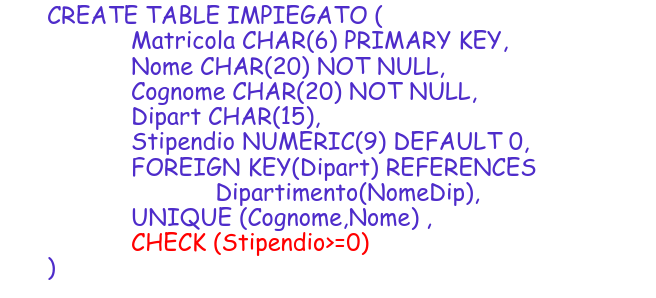 CREATE TABLE IMPIEGATO (
Matricola CHAR(6) PRIMARY KEY,
Nome CHAR(20) NOT NULL,
Cognome CHAR(20) NOT NULL,
Dipart CHAR(15),
Stipendio NUMERIC(9) DEFAULT 0,
FOREIGN KEY(Dipart) REFERENCES
Dipartimento(NomeDip),
UNIQUE (Cognome,Nome) ,
CHECK (Stipendio>=0)
)